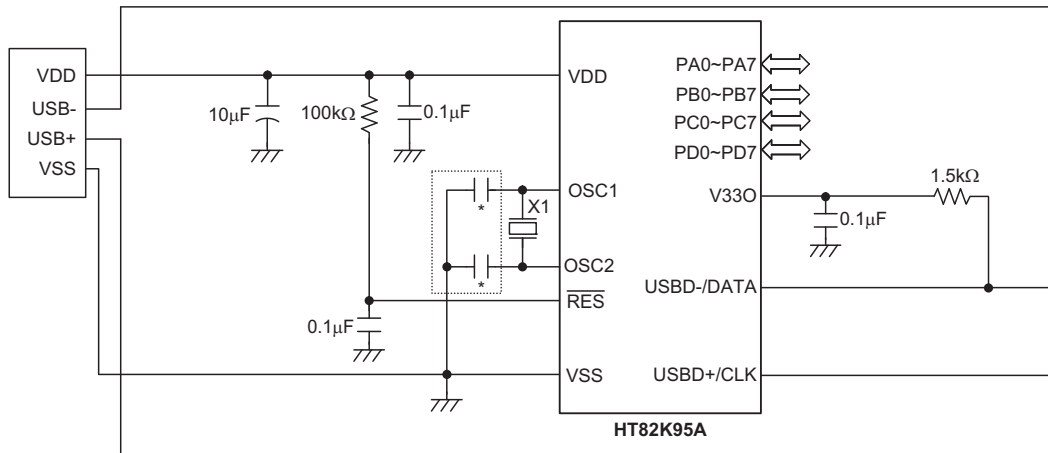 VDD
USB-
USB+
VSS
10μF
100kΩ
0.1μF
*
*
X1
0.1μF
VDD
OSC1
OSC2
RES
VSS
PA0~PA7
PB0~PB7
PC0~PC7
PD0~PD7
V33O
USBD-/DATA
USBD+/CLK
0.1μF
1.5kΩ
HT82K95A